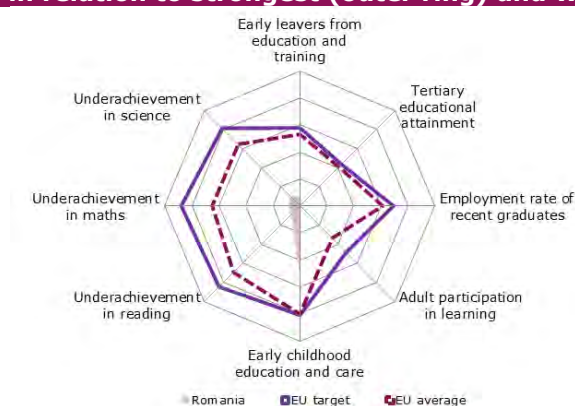 Early leavers from
education and
training
Tertiary
educational
attainment
Employment rate of
recent graduates
Adult participation
in learning
Early childhood
education and care
Underachievement
in reading
Underachievement
in maths
Underachievement
in science
Romania EU target EU average